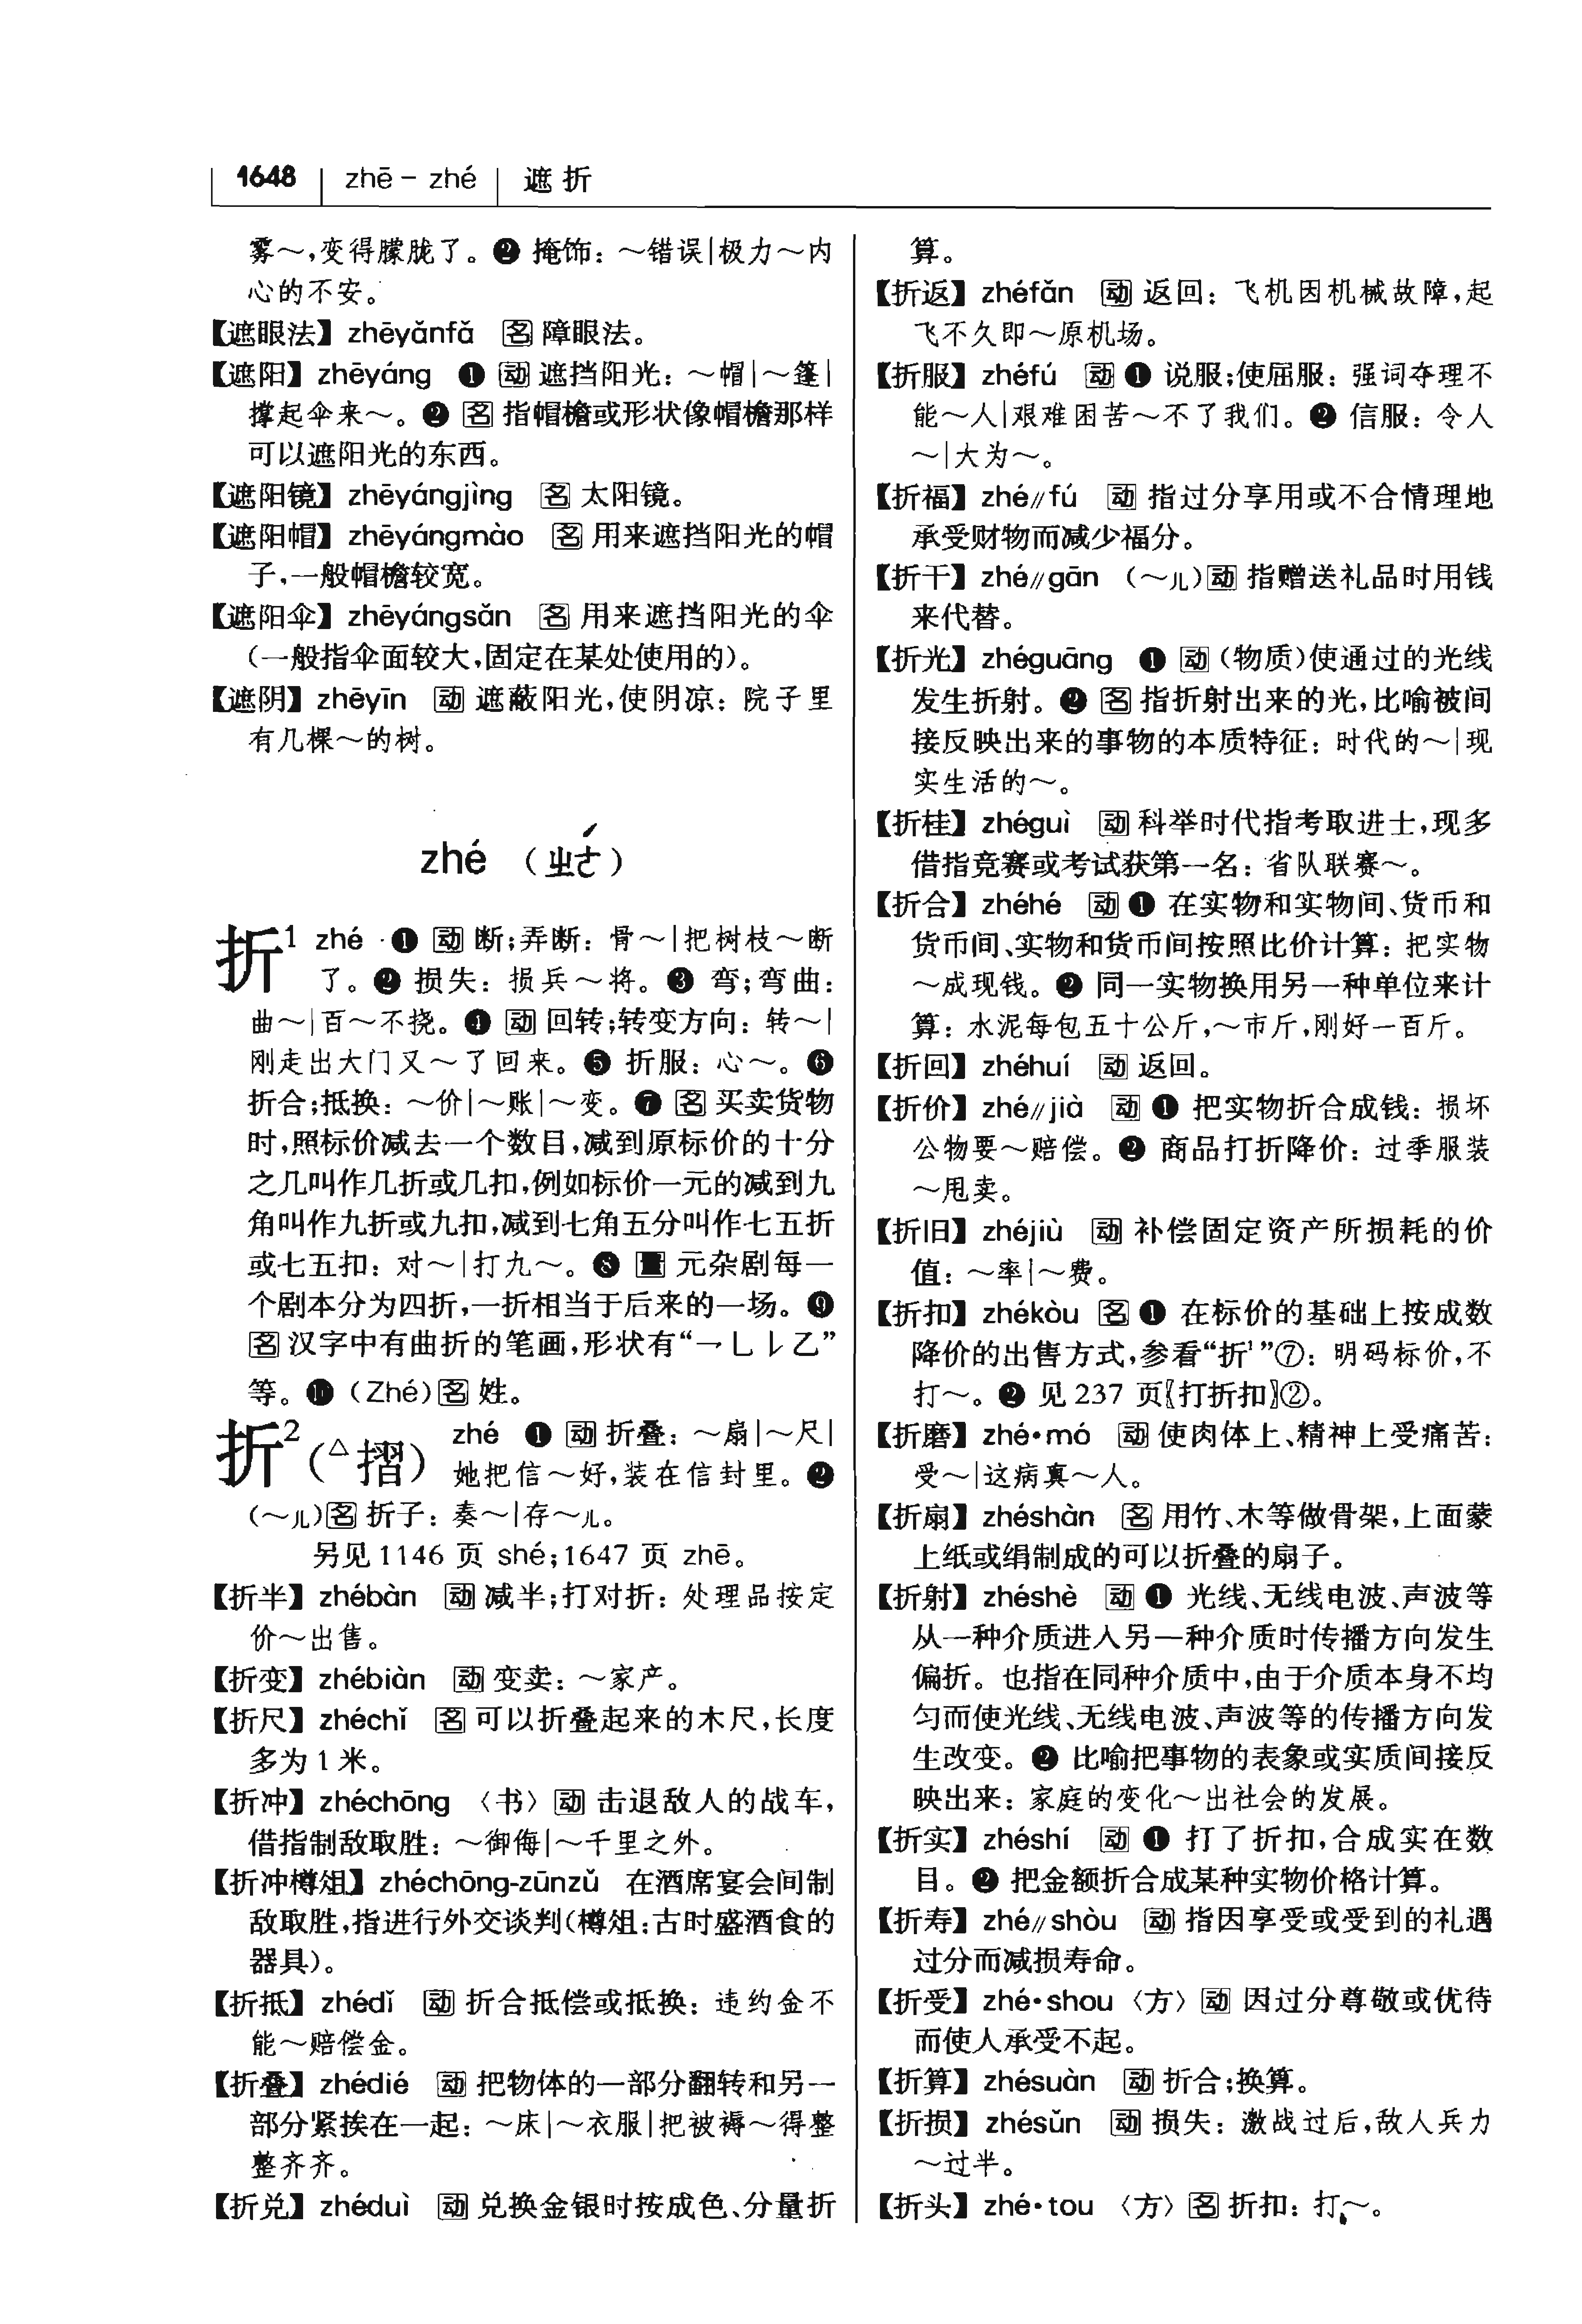 1648 zhē－zhé 遮折
雾～，变得朦胧了。❷ 掩饰：～错误|极力～内
心的不安。
【遮眼法】zhēyǎnfǎ 名 障眼法。
【遮阳】zhēyáng ❶ 动 遮挡阳光：～帽|～篷|
撑起伞来～。❷ 名 指帽檐或形状像帽檐那样
可以遮阳光的东西。
【遮阳镜】zhēyángjìng 名 太阳镜。
【遮阳帽】zhēyángmào 名 用来遮挡阳光的帽
子，一般帽檐较宽。
【遮阳伞】zhēyángsǎn 名 用来遮挡阳光的伞
（一般指伞面较大，固定在某处使用的）。
【遮阴】zhēyīn 动 遮蔽阳光，使阴凉：院子里
有几棵～的树。
zhé （ㄓㄜˊ）
折¹ zhé ❶ 动 断；弄断：骨～|把树枝～断
了。❷ 损失：损兵～将。❸ 弯；弯曲：
曲～|百～不挠。❹ 动 回转；转变方向：转～|
刚走出大门又～了回来。❺ 折服：心～。❻
折合；抵换：～价|～账|～变。❼ 名 买卖货物
时，照标价减去一个数目，减到原标价的十分
之几叫作几折或几扣，例如标价一元的减到九
角叫作九折或九扣，减到七角五分叫作七五折
或七五扣：对～|打九～。❽ 量 元杂剧每一
个剧本分为四折，一折相当于后来的一场。❾
名 汉字中有曲折的笔画，形状有“㇖㇗㇙乙”
等。❿（Zhé）名 姓。
折²（△摺） zhé ❶ 动 折叠：～扇|～尺|
她把信～好，装在信封里。❷
（～儿）名 折子：奏～|存～儿。
另见1146 页 shé；1647 页 zhē。
【折半】zhébàn 动 减半；打对折：处理品按定
价～出售。
【折变】zhébiàn 动 变卖：～家产。
【折尺】zhéchǐ 名 可以折叠起来的木尺，长度
多为1米。
【折冲】zhéchōng 〈书〉动 击退敌人的战车，
借指制敌取胜：～御侮|～千里之外。
【折冲樽俎】zhéchōng-zūnzǔ 在酒席宴会间制
敌取胜，指进行外交谈判（樽俎：古时盛酒食的
器具）。
【折抵】zhédǐ 动 折合抵偿或抵换：违约金不
能～赔偿金。
【折叠】zhédié 动 把物体的一部分翻转和另一
部分紧挨在一起：～床|～衣服|把被褥～得整
整齐齐。
【折兑】zhéduì 动 兑换金银时按成色、分量折
算。
【折返】zhéfǎn 动 返回：飞机因机械故障，起
飞不久即～原机场。
【折服】zhéfú 动 ❶ 说服；使屈服：强词夺理不
能～人|艰难困苦～不了我们。❷ 信服：令人
～|大为～。
【折福】zhé∥fú 动 指过分享用或不合情理地
承受财物而减少福分。
【折干】zhé∥gān （～儿）动 指赠送礼品时用钱
来代替。
【折光】zhéguāng ❶ 动（物质）使通过的光线
发生折射。❷ 名 指折射出来的光，比喻被间
接反映出来的事物的本质特征：时代的～|现
实生活的～。
【折桂】zhéguì 动 科举时代指考取进士，现多
借指竞赛或考试获第一名：省队联赛～。
【折合】zhéhé 动 ❶ 在实物和实物间、货币和
货币间、实物和货币间按照比价计算：把实物
～成现钱。❷ 同一实物换用另一种单位来计
算：水泥每包五十公斤，～市斤，刚好一百斤。
【折回】zhéhuí 动 返回。
【折价】zhé∥jià 动 ❶ 把实物折合成钱：损坏
公物要～赔偿。❷ 商品打折降价：过季服装
～甩卖。
【折旧】zhéjiù 动 补偿固定资产所损耗的价
值：～率|～费。
【折扣】zhékòu 名 ❶ 在标价的基础上按成数
降价的出售方式，参看“折¹”⑦：明码标价，不
打～。❷ 见237 页〖打折扣〗②。
【折磨】zhé·mó 动 使肉体上、精神上受痛苦：
受～|这病真～人。
【折扇】zhéshàn 名 用竹、木等做骨架，上面蒙
上纸或绢制成的可以折叠的扇子。
【折射】zhéshè 动 ❶ 光线、无线电波、声波等
从一种介质进入另一种介质时传播方向发生
偏折。也指在同种介质中，由于介质本身不均
匀而使光线、无线电波、声波等的传播方向发
生改变。❷ 比喻把事物的表象或实质间接反
映出来：家庭的变化～出社会的发展。
【折实】zhéshí 动 ❶ 打了折扣，合成实在数
目。❷ 把金额折合成某种实物价格计算。
【折寿】zhé∥shòu 动 指因享受或受到的礼遇
过分而减损寿命。
【折受】zhé·shou 〈方〉动 因过分尊敬或优待
而使人承受不起。
【折算】zhésuàn 动 折合；换算。
【折损】zhésǔn 动 损失：激战过后，敌人兵力
～过半。
【折头】zhé·tou 〈方〉名 折扣：打～。